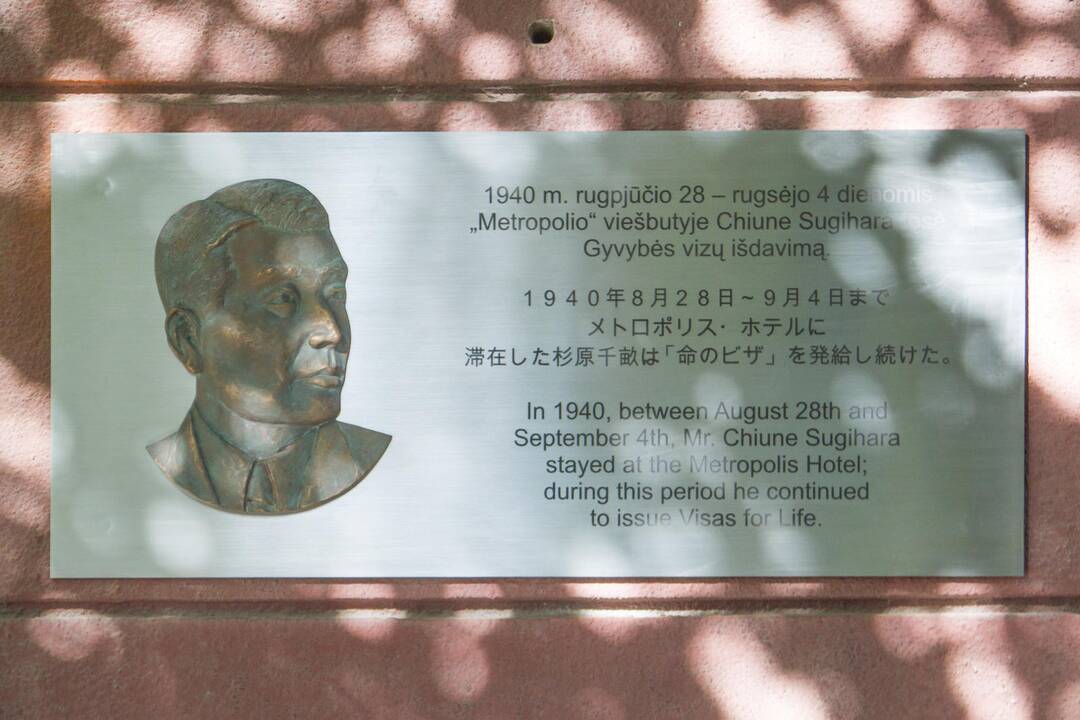 1940 m. rugpjūčio 28 – rugsėjo 4 dienomis
„Metropolio“ viešbutyje Chiune Sugihara
Gyvybės vizų išdavimą.
1940年8月28日~9月4日まで
メトロポリス・ホテルに
滞在した杉原千畝は「命のビザ」を発給し続けた。
In 1940, between August 28th and
September 4th, Mr. Chiune Sugihara
stayed at the Metropolis Hotel;
during this period he continued
to issue Visas for Life.